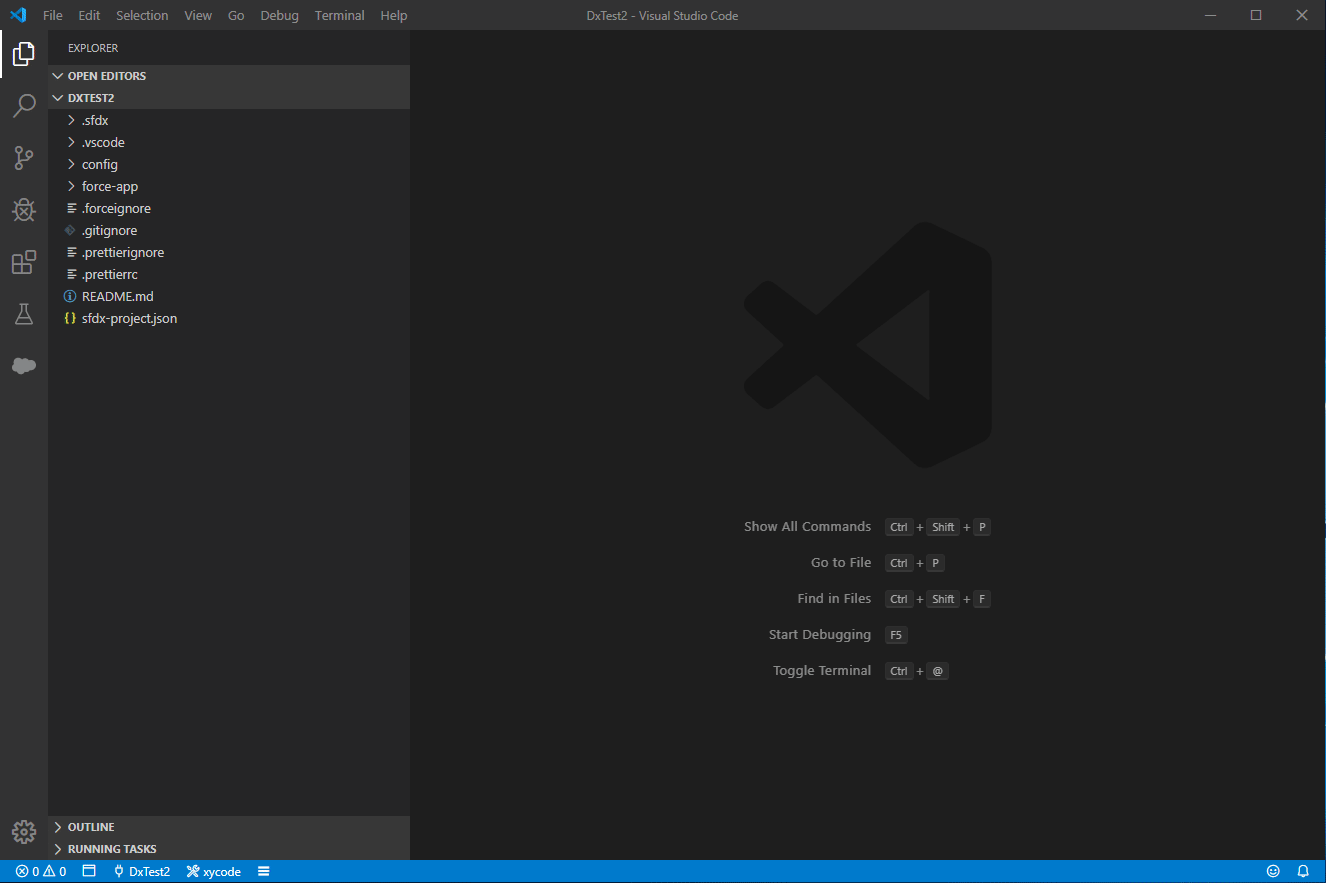 File Edit Selection View Go Debug Terminal Help DxTest2 - Visual Studio Code
EXPLORER
OPEN EDITORS
DXTEST2
.sfdx
.vscode
config
force-app
.forceignore
.gitignore
.prettierignore
.prettierrc
README.md
{} sfdx-project.json
Show All Commands Ctrl + Shift + P
Go to File Ctrl + P
Find in Files Ctrl + Shift + F
Start Debugging F5
Toggle Terminal Ctrl + @
OUTLINE
RUNNING TASKS
0 0 DxTest2 xycode